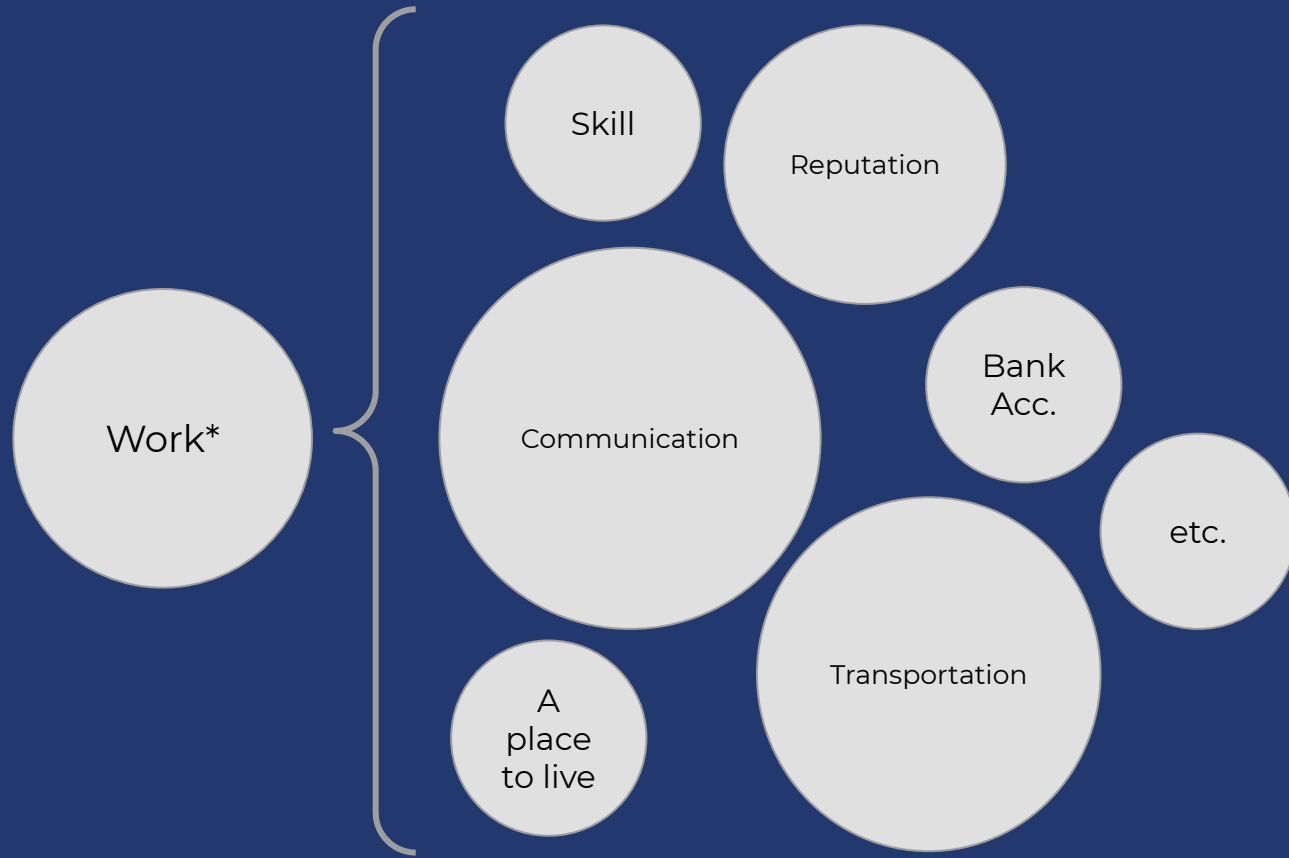 Skill
Reputation
Bank
Acc.
Work*
Communication
etc.
Transportation
A
place
to live